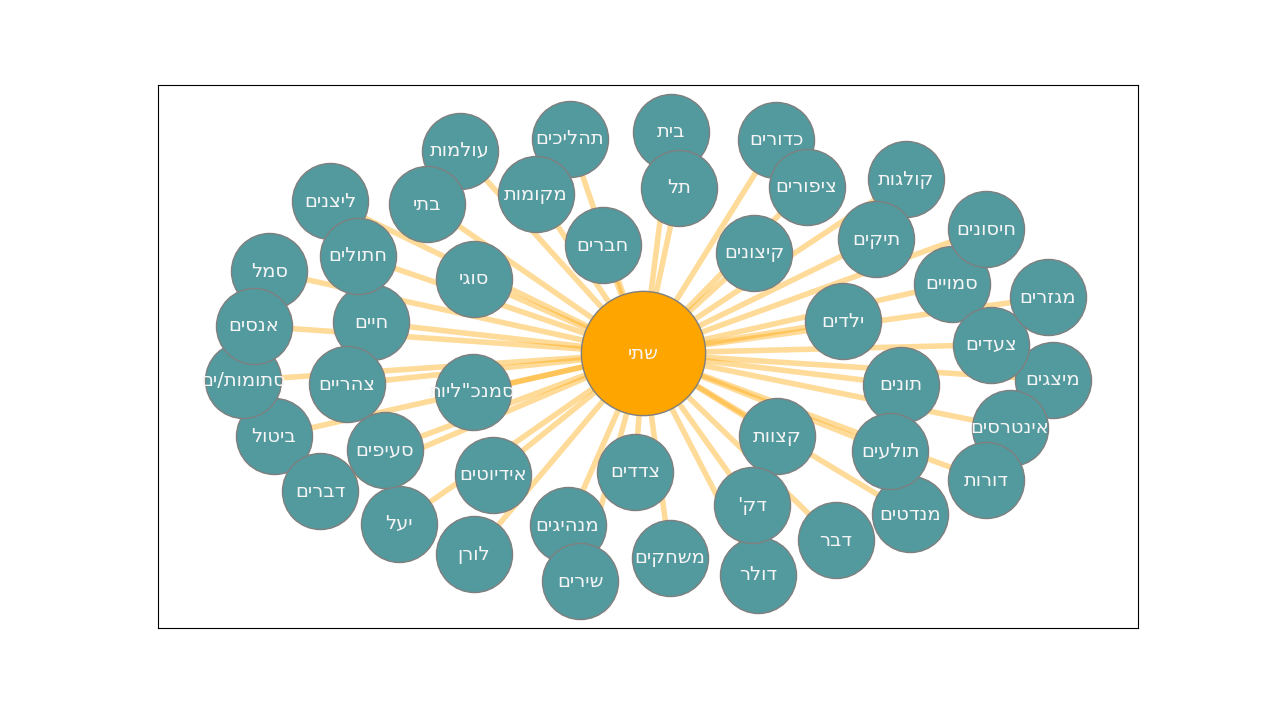 בית
כדורים
תהליכים
עולמות
קולגות
ציפורים
תל
מקומות
בתי
ליצנים
חיסונים
תיקים
קיצונים
חברים
חתולים
סמל
מגזרים
סמויים
סוגי
ילדים
חיים
אנסים
צעדים
שתי
מיצגים
תונים
סמנכ"ליות
צהריים
סתומות/ים
אינטרסים
קצוות
ביטול
דורות
תולעים
צדדים
אידיוטים
סעיפים
דברים
מנדטים
דק'
מנהיגים
יעל
דבר
משחקים
לורן
דולר
שירים